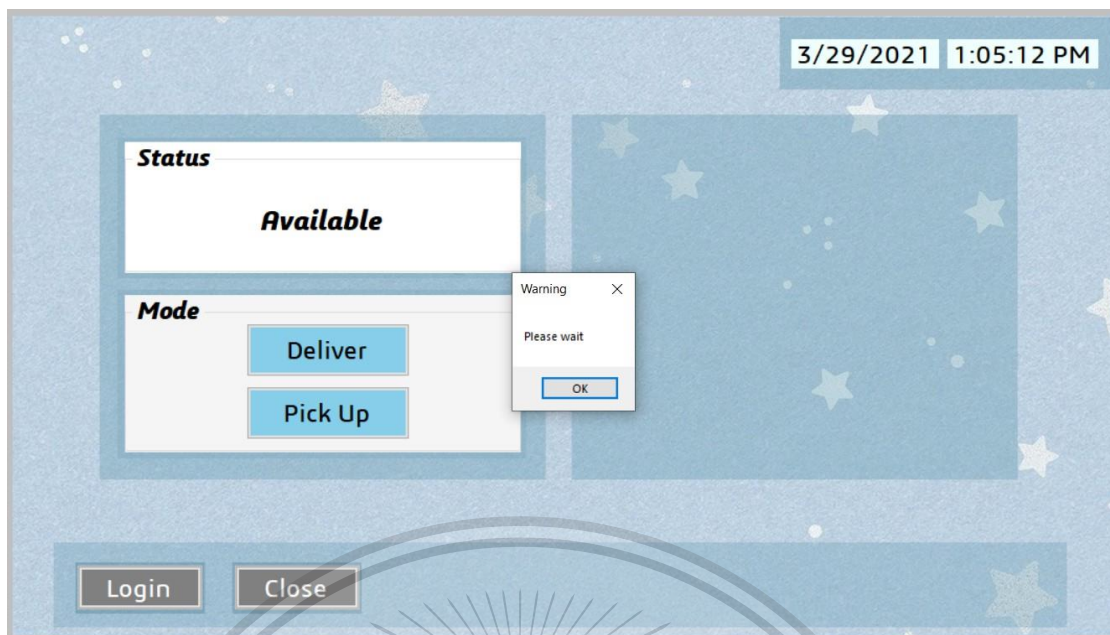 3/29/2021 1:05:12 PM
Status
Available
Mode
Deliver
Pick Up
Warning
Please wait
OK
Login Close